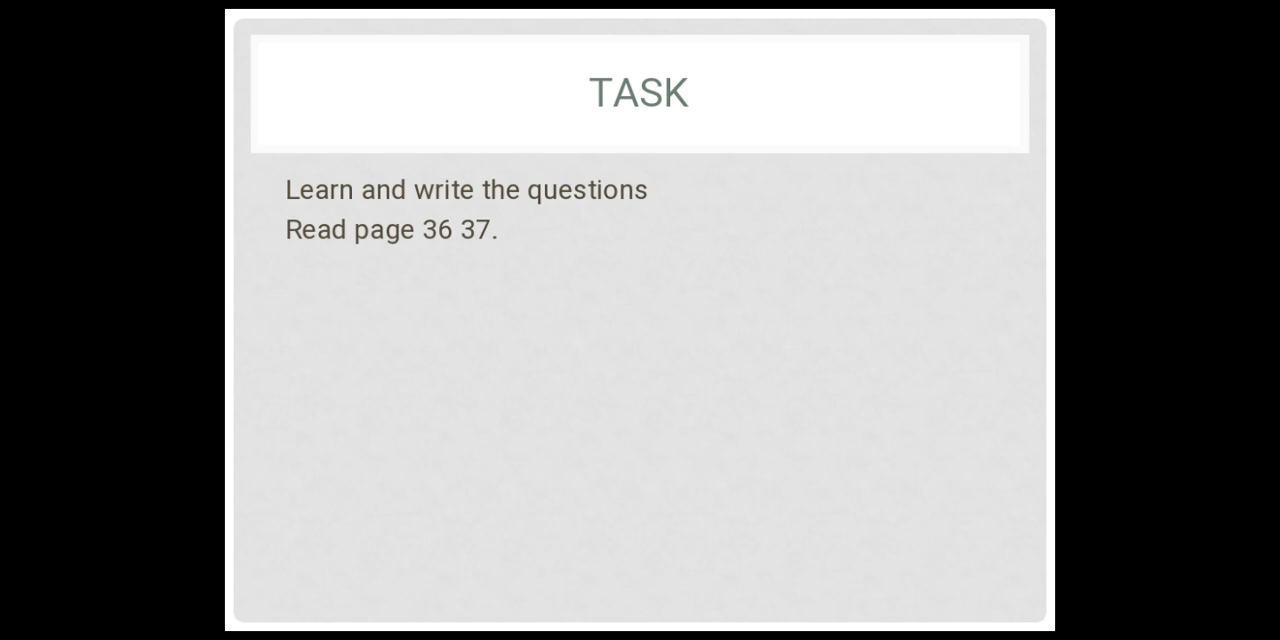 TASK
Learn and write the questions
Read page 36 37.